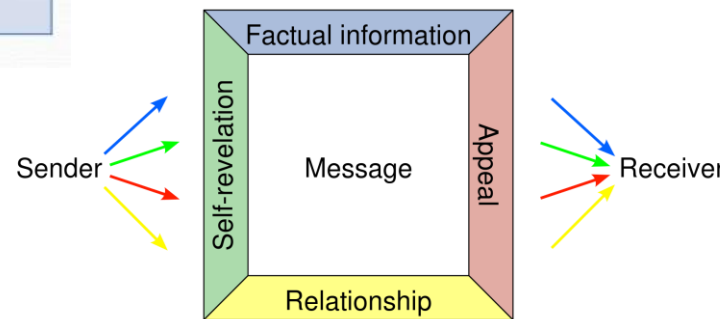 Factual information
Self-revelation
Sender
Message
Appeal
Receiver
Relationship